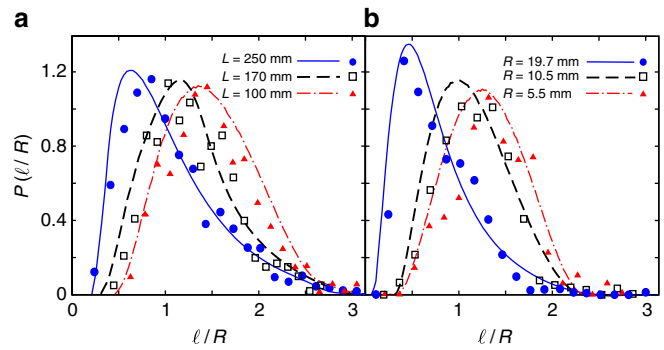 a
b
L = 250 mm
L = 170 mm
L = 100 mm
R = 19.7 mm
R = 10.5 mm
R = 5.5 mm
P(ℓ/R)
1.2
0.8
0.4
0
0 1 2 3
1 2 3
ℓ/R
ℓ/R